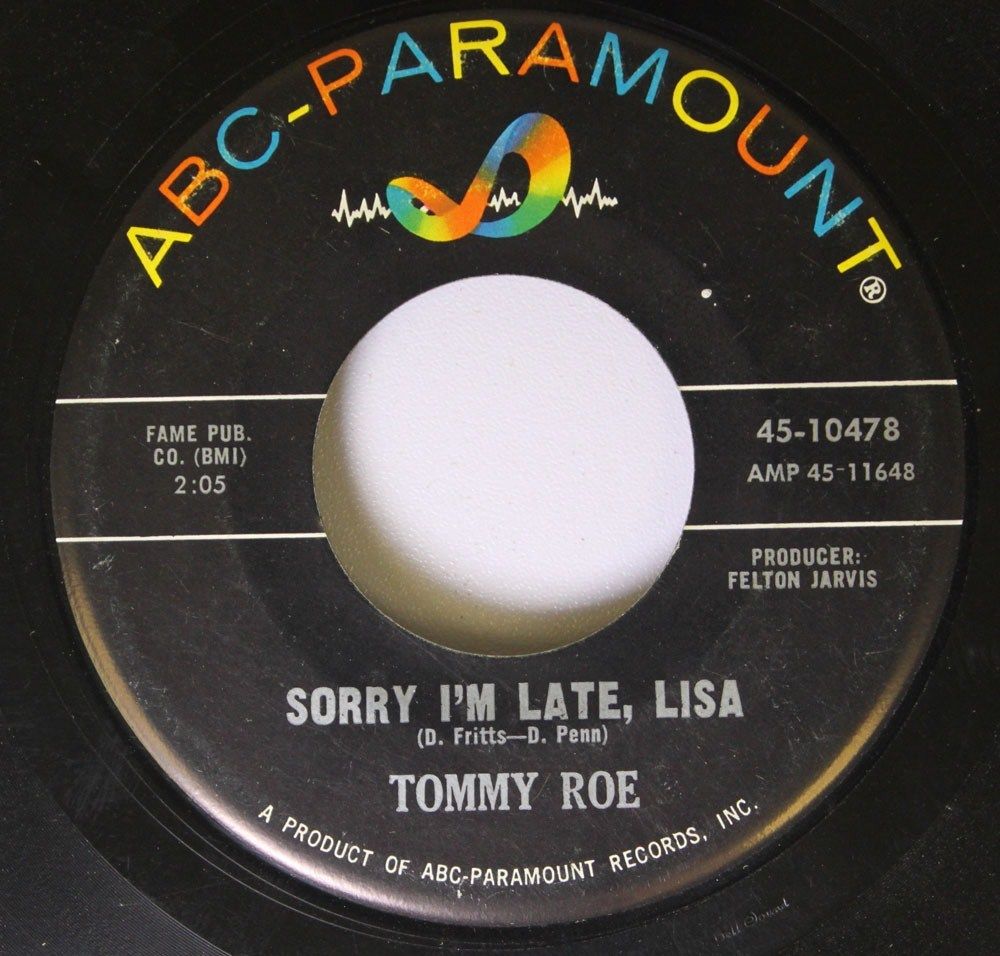 ABC-PARAMOUNT®
FAME PUB.
CO. (BMI)
2:05
45-10478
AMP 45-11648
PRODUCER:
FELTON JARVIS
SORRY I'M LATE, LISA
(D. Fritts—D. Penn)
TOMMY ROE
A PRODUCT OF ABC-PARAMOUNT RECORDS, INC.